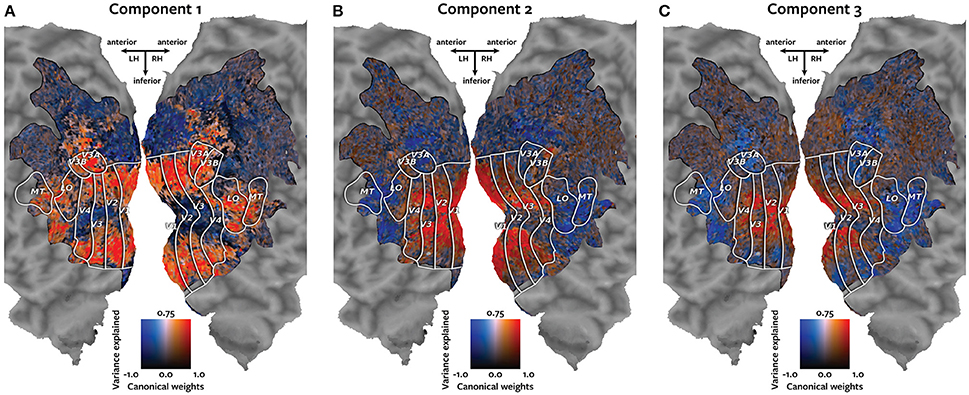 A
Component 1
anterior anterior
LH RH
inferior
V3A
V3B
V3A
V3B
MT
LO
V4
V2
V3
V1
V3
V2
V4
V1
LO
MT
0.75
Variance explained
-1.0 0.0 1.0
Canonical weights
B
Component 2
anterior anterior
LH RH
inferior
V3A
V3B
V3A
V3B
MT
LO
V4
V2
V3
V1
V3
V2
V4
V1
LO
MT
0.75
Variance explained
-1.0 0.0 1.0
Canonical weights
C
Component 3
anterior anterior
LH RH
inferior
V3A
V3B
V3A
V3B
MT
LO
V4
V2
V3
V1
V3
V2
V4
V1
LO
MT
0.75
Variance explained
-1.0 0.0 1.0
Canonical weights